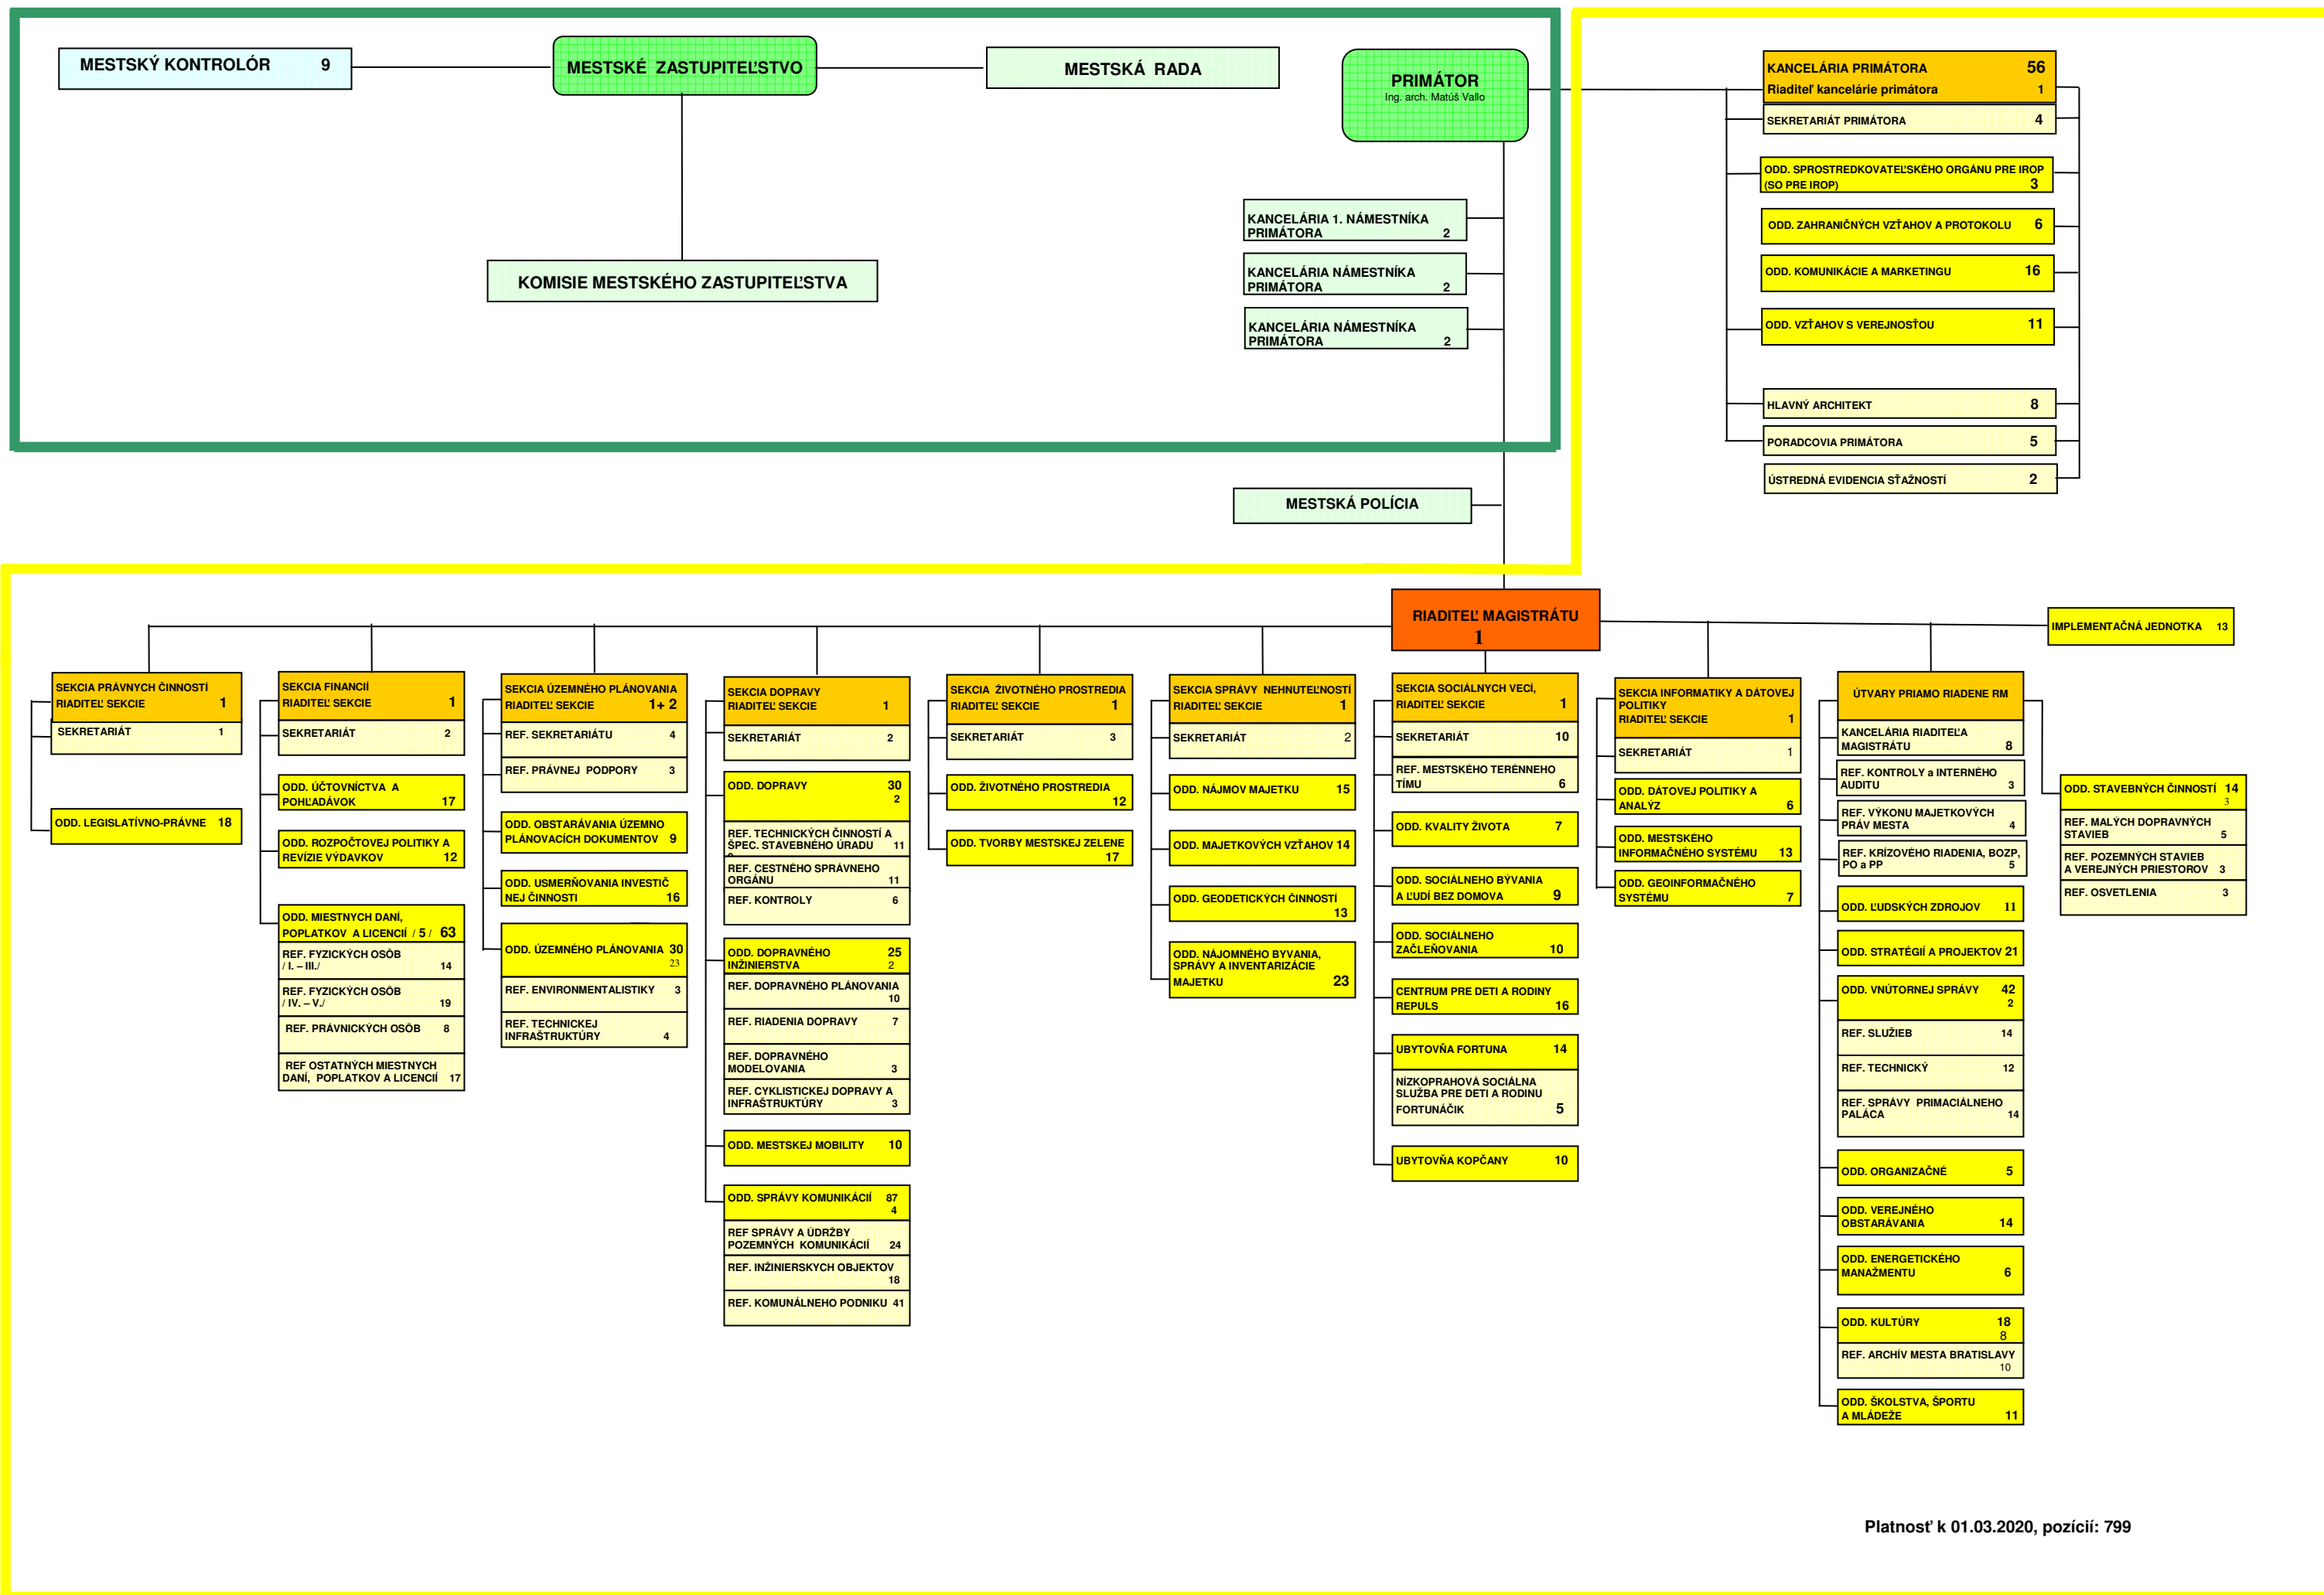 MESTSKÝ KONTROLÓR 9
MESTSKÉ ZASTUPITEĽSTVO
MESTSKÁ RADA
PRIMÁTOR
Ing. arch. Matúš Vallo
KOMISIE MESTSKÉHO ZASTUPITEĽSTVA
KANCELÁRIA 1. NÁMESTNÍKA
PRIMÁTORA 2
KANCELÁRIA NÁMESTNÍKA
PRIMÁTORA 2
KANCELÁRIA NÁMESTNÍKA
PRIMÁTORA 2
MESTSKÁ POLÍCIA
KANCELÁRIA PRIMÁTORA 56
Riaditeľ kancelárie primátora 1
SEKRETARIÁT PRIMÁTORA 4
ODD. SPROSTREDKOVATEĽSKÉHO ORGÁNU PRE IROP
(SO PRE IROP) 3
ODD. ZAHRANIČNÝCH VZŤAHOV A PROTOKOLU 6
ODD. KOMUNIKÁCIE A MARKETINGU 16
ODD. VZŤAHOV S VEREJNOSŤOU 11
HLAVNÝ ARCHITEKT 8
PORADCOVIA PRIMÁTORA 5
ÚSTREDNÁ EVIDENCIA SŤAŽNOSTÍ 2
RIADITEĽ MAGISTRÁTU
1
IMPLEMENTAČNÁ JEDNOTKA 13
SEKCIA PRÁVNYCH ČINNOSTÍ
RIADITEĽ SEKCIE 1
SEKRETARIÁT 1
ODD. LEGISLATÍVNO-PRÁVNE 18
SEKCIA FINANCIÍ
RIADITEĽ SEKCIE 1
SEKRETARIÁT 2
ODD. ÚČTOVNÍCTVA A
POHĽADÁVOK 17
ODD. ROZPOČTOVEJ POLITIKY A
REVÍZIE VÝDAVKOV 12
ODD. MIESTNYCH DANÍ,
POPLATKOV A LICENCIÍ / 5 / 63
REF. FYZICKÝCH OSÔB
/ I. – III./ 14
REF. FYZICKÝCH OSÔB
/ IV. – V./ 19
REF. PRÁVNICKÝCH OSÔB 8
REF OSTATNÝCH MIESTNYCH
DANÍ, POPLATKOV A LICENCIÍ 17
SEKCIA ÚZEMNÉHO PLÁNOVANIA
RIADITEĽ SEKCIE 1+ 2
REF. SEKRETARIÁTU 4
REF. PRÁVNEJ PODPORY 3
ODD. OBSTARÁVANIA ÚZEMNO
PLÁNOVACÍCH DOKUMENTOV 9
ODD. USMERŇOVANIA INVESTIČ
NEJ ČINNOSTI 16
ODD. ÚZEMNÉHO PLÁNOVANIA 30
23
REF. ENVIRONMENTALISTIKY 3
REF. TECHNICKEJ
INFRAŠTRUKTÚRY 4
SEKCIA DOPRAVY
RIADITEĽ SEKCIE 1
SEKRETARIÁT 2
ODD. DOPRAVY 30
2
REF. TECHNICKÝCH ČINNOSTÍ A
ŠPEC. STAVEBNÉHO ÚRADU 11
REF. CESTNÉHO SPRÁVNEHO
ORGÁNU 11
REF. KONTROLY 6
ODD. DOPRAVNÉHO 25
INŽINIERSTVA 2
REF. DOPRAVNÉHO PLÁNOVANIA
10
REF. RIADENIA DOPRAVY 7
REF. DOPRAVNÉHO
MODELOVANIA 3
REF. CYKLISTICKEJ DOPRAVY A
INFRAŠTRUKTÚRY 3
ODD. MESTSKEJ MOBILITY 10
ODD. SPRÁVY KOMUNIKÁCIÍ 87
4
REF SPRÁVY A ÚDRŽBY
POZEMNÝCH KOMUNIKÁCIÍ 24
REF. INŽINIERSKYCH OBJEKTOV
18
REF. KOMUNÁLNEHO PODNIKU 41
SEKCIA ŽIVOTNÉHO PROSTREDIA
RIADITEĽ SEKCIE 1
SEKRETARIÁT 3
ODD. ŽIVOTNÉHO PROSTREDIA
12
ODD. TVORBY MESTSKEJ ZELENE
17
SEKCIA SPRÁVY NEHNUTEĽNOSTÍ
RIADITEĽ SEKCIE 1
SEKRETARIÁT 2
ODD. NÁJMOV MAJETKU 15
ODD. MAJETKOVÝCH VZŤAHOV 14
ODD. GEODETICKÝCH ČINNOSTÍ
13
ODD. NÁJOMNÉHO BYVANIA,
SPRÁVY A INVENTARIZÁCIE
MAJETKU 23
SEKCIA SOCIÁLNYCH VECÍ,
RIADITEĽ SEKCIE 1
SEKRETARIÁT 10
REF. MESTSKÉHO TERÉNNEHO
TÍMU 6
ODD. KVALITY ŽIVOTA 7
ODD. SOCIÁLNEHO BÝVANIA
A ĽUDÍ BEZ DOMOVA 9
ODD. SOCIÁLNEHO
ZAČLEŇOVANIA 10
CENTRUM PRE DETI A RODINY
REPULS 16
UBYTOVŇA FORTUNA 14
NÍZKOPRAHOVÁ SOCIÁLNA
SLUŽBA PRE DETI A RODINU
FORTUNÁČIK 5
UBYTOVŇA KOPČANY 10
SEKCIA INFORMATIKY A DÁTOVEJ
POLITIKY
RIADITEĽ SEKCIE 1
SEKRETARIÁT 1
ODD. DÁTOVEJ POLITIKY A
ANALÝZ 6
ODD. MESTSKÉHO
INFORMAČNÉHO SYSTÉMU 13
ODD. GEOINFORMAČNÉHO
SYSTÉMU 7
ÚTVARY PRIAMO RIADENE RM
KANCELÁRIA RIADITEĽA
MAGISTRÁTU 8
REF. KONTROLY a INTERNÉHO
AUDITU 3
REF. VÝKONU MAJETKOVÝCH
PRÁV MESTA 4
REF. KRÍZOVÉHO RIADENIA, BOZP,
PO a PP 5
ODD. ĽUDSKÝCH ZDROJOV 11
ODD. STRATÉGIÍ A PROJEKTOV 21
ODD. VNÚTORNEJ SPRÁVY 42
2
REF. SLUŽIEB 14
REF. TECHNICKÝ 12
REF. SPRÁVY PRIMACIÁLNEHO
PALÁCA 14
ODD. ORGANIZAČNÉ 5
ODD. VEREJNÉHO
OBSTARÁVANIA 14
ODD. ENERGETICKÉHO
MANAŽMENTU 6
ODD. KULTÚRY 18
8
REF. ARCHÍV MESTA BRATISLAVY
10
ODD. ŠKOLSTVA, ŠPORTU
A MLÁDEŽE 11
ODD. STAVEBNÝCH ČINNOSTÍ 14
3
REF. MALÝCH DOPRAVNÝCH
STAVIEB 5
REF. POZEMNÝCH STAVIEB
A VEREJNÝCH PRIESTOROV 3
REF. OSVETLENIA 3
Platnosť k 01.03.2020, pozícií: 799